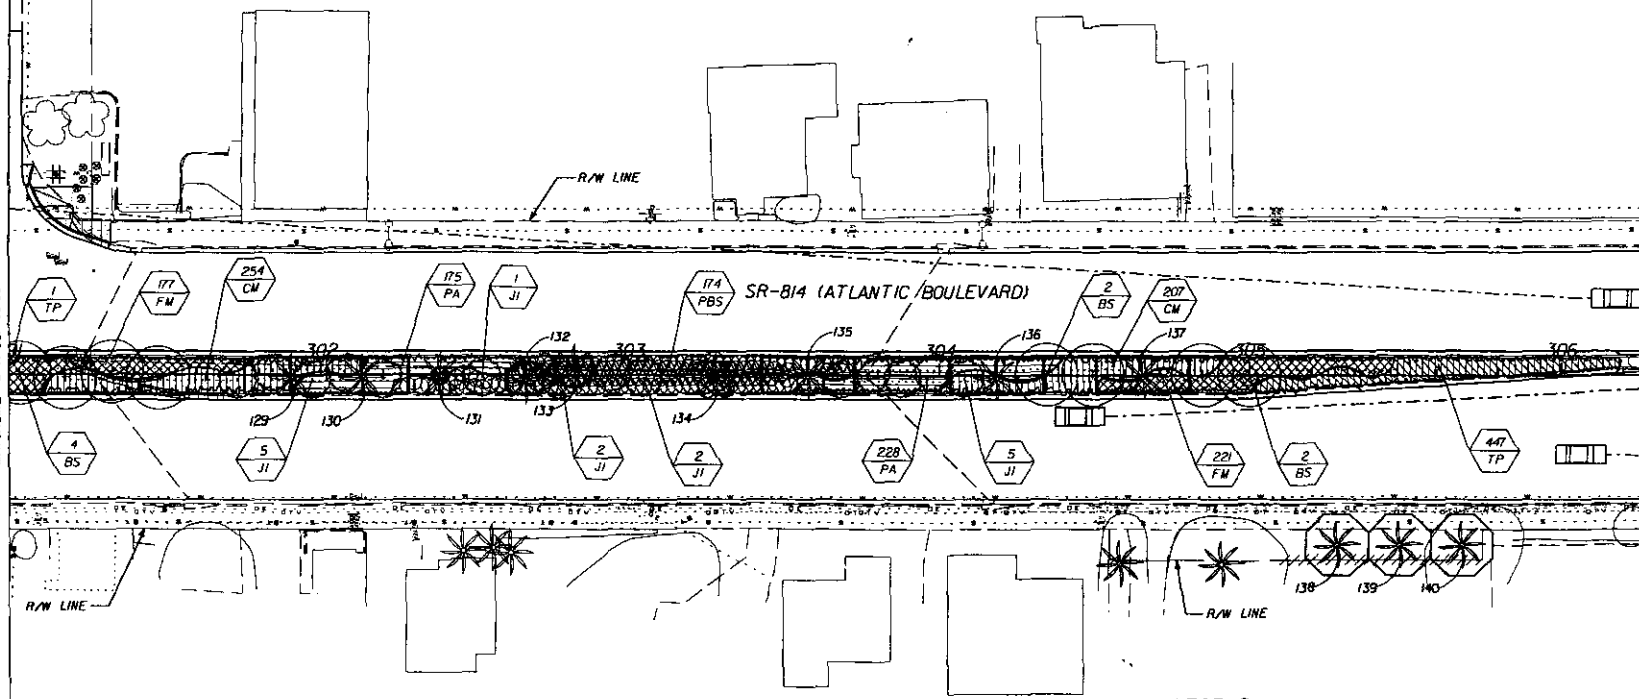 R/W LINE
1
TP
177
FM
254
CM
175
PA
1
JI
174
PBS
SR-814 (ATLANTIC BOULEVARD)
2
BS
207
CM
132
135
136
137
302
303
304
305
306
129
130
131
133
134
4
BS
5
JI
2
JI
2
JI
228
PA
5
JI
221
FM
2
BS
447
TP
138
139
140
R/W LINE
R/W LINE